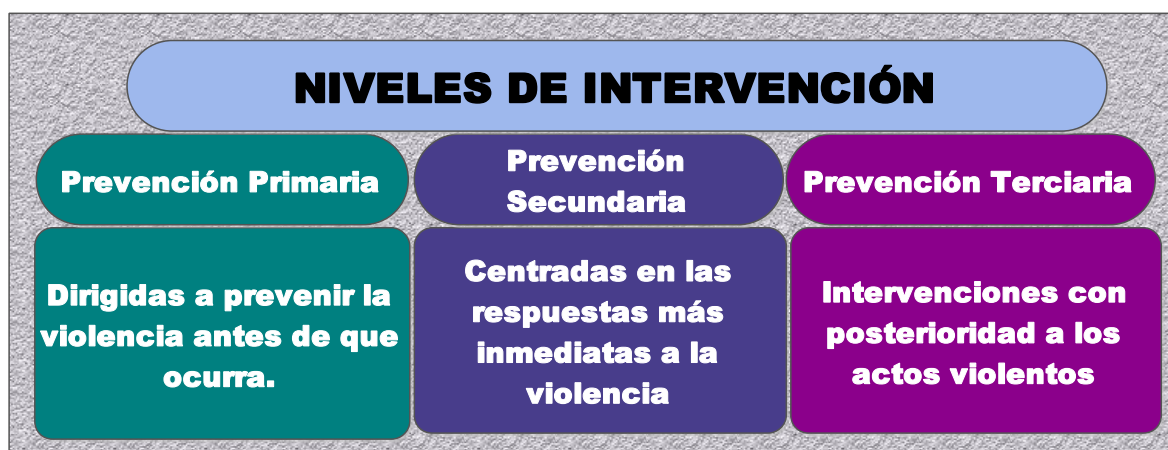 NIVELES DE INTERVENCIÓN
Prevención Primaria
Prevención
Secundaria
Prevención Terciaria
Dirigidas a prevenir la
violencia antes de que
ocurra.
Centradas en las
respuestas más
inmediatas a la
violencia
Intervenciones con
posterioridad a los
actos violentos